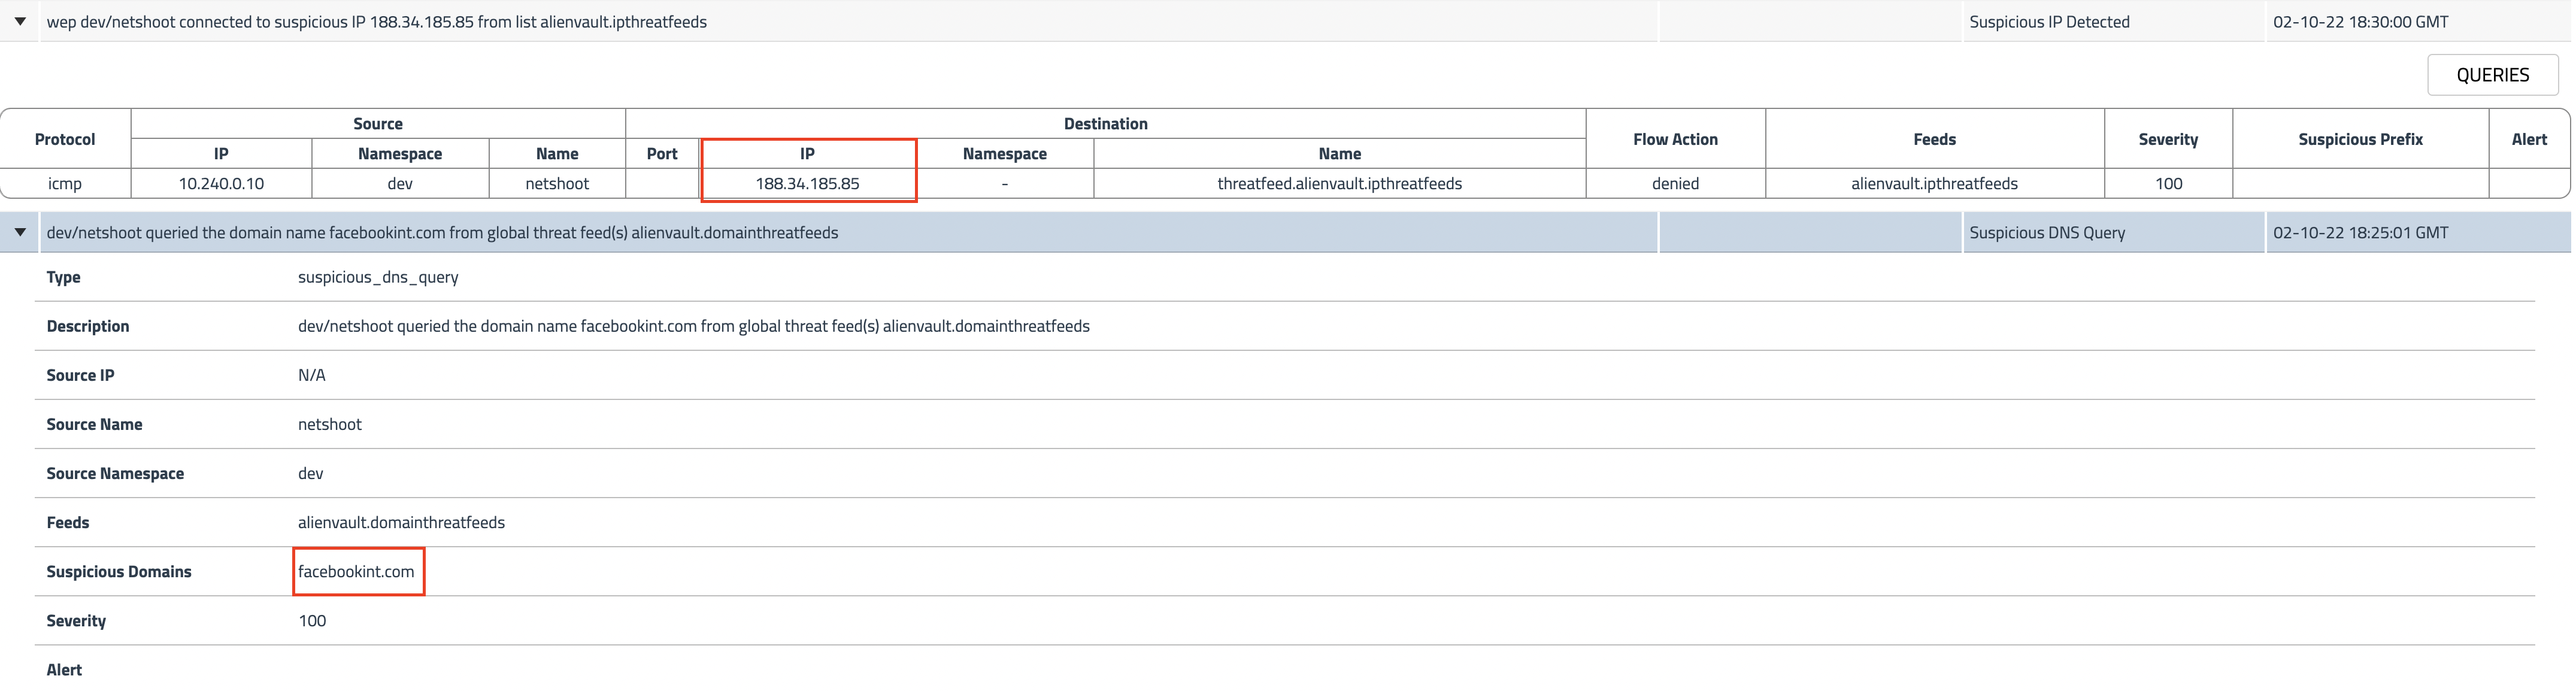 wep dev/netshoot connected to suspicious IP 188.34.185.85 from list alienvault.ipthreatfeeds Suspicious IP Detected 02-10-22 18:30:00 GMT
QUERIES
Protocol Source Destination Flow Action Feeds Severity Suspicious Prefix Alert
IP Namespace Name Port IP Namespace Name
icmp 10.240.0.10 dev netshoot 188.34.185.85 - threatfeed.alienvault.ipthreatfeeds denied alienvault.ipthreatfeeds 100
dev/netshoot queried the domain name facebookint.com from global threat feed(s) alienvault.domainthreatfeeds Suspicious DNS Query 02-10-22 18:25:01 GMT
Type suspicious_dns_query
Description dev/netshoot queried the domain name facebookint.com from global threat feed(s) alienvault.domainthreatfeeds
Source IP N/A
Source Name netshoot
Source Namespace dev
Feeds alienvault.domainthreatfeeds
Suspicious Domains facebookint.com
Severity 100
Alert